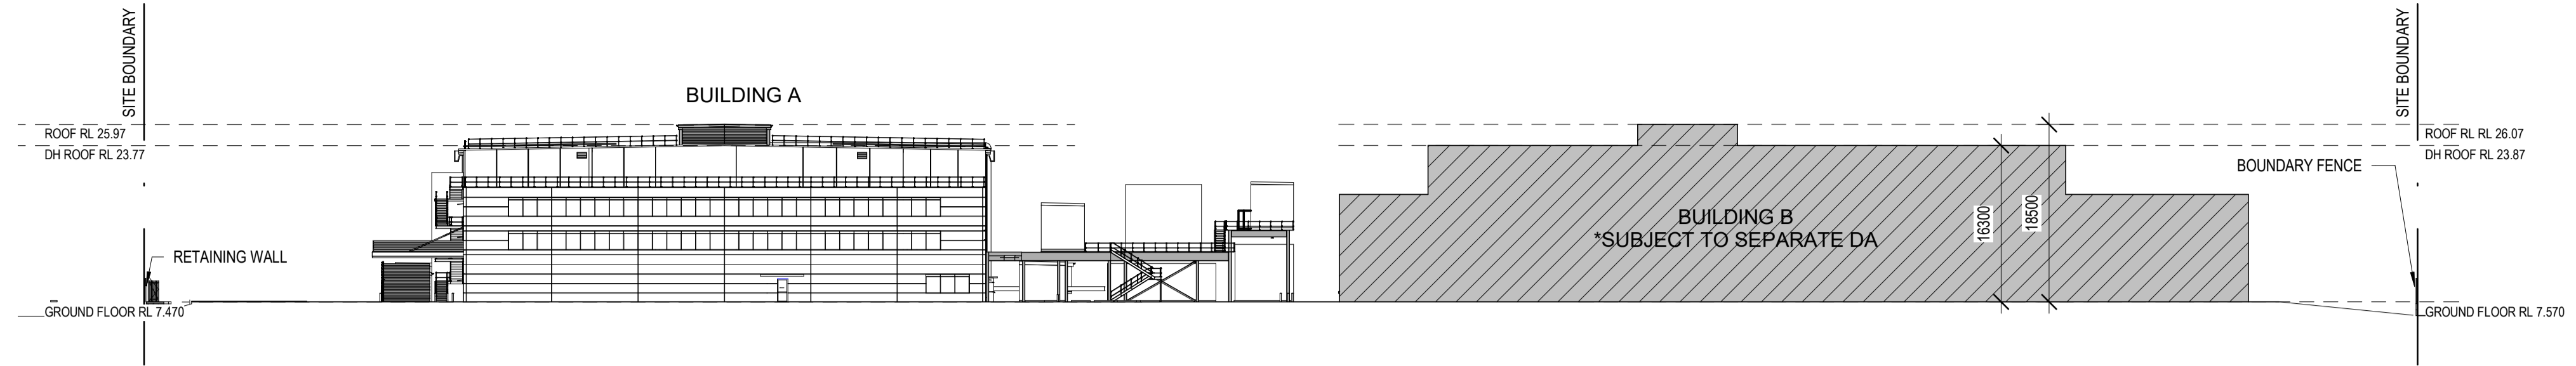 SITE BOUNDARY
SITE BOUNDARY
BUILDING A
ROOF RL 25.97
ROOF RL RL 26.07
DH ROOF RL 23.77
DH ROOF RL 23.87
BOUNDARY FENCE
BUILDING B
*SUBJECT TO SEPARATE DA
16300
18500
RETAINING WALL
GROUND FLOOR RL 7.470
GROUND FLOOR RL 7.570